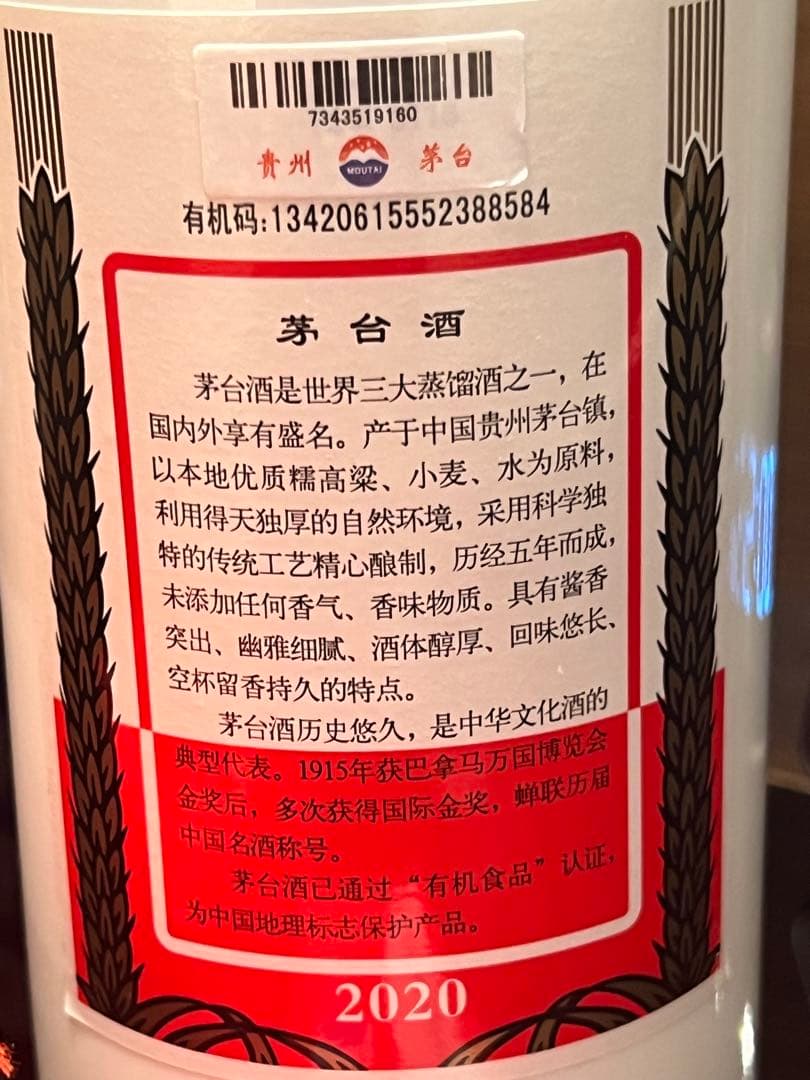 7343519160
贵州 MOUTAI 茅台
有机码:13420615552388584
茅台酒
茅台酒是世界三大蒸馏酒之一，在
国内外享有盛名。产于中国贵州茅台镇，
以本地优质糯高粱、小麦、水为原料，
利用得天独厚的自然环境，采用科学独
特的传统工艺精心酿制，历经五年而成，
未添加任何香气、香味物质。具有酱香
突出、幽雅细腻、酒体醇厚、回味悠长、
空杯留香持久的特点。
茅台酒历史悠久，是中华文化酒的
典型代表。1915年获巴拿马万国博览会
金奖后，多次获得国际金奖，蝉联历届
中国名酒称号。
茅台酒已通过“有机食品”认证，
为中国地理标志保护产品。
2020